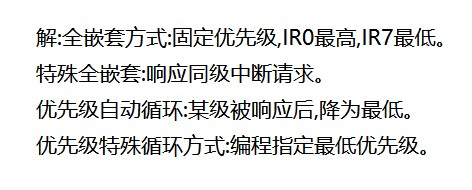 解:全嵌套方式:固定优先级,IR0最高,IR7最低。
特殊全嵌套:响应同级中断请求。
优先级自动循环:某级被响应后,降为最低。
优先级特殊循环方式:编程指定最低优先级。